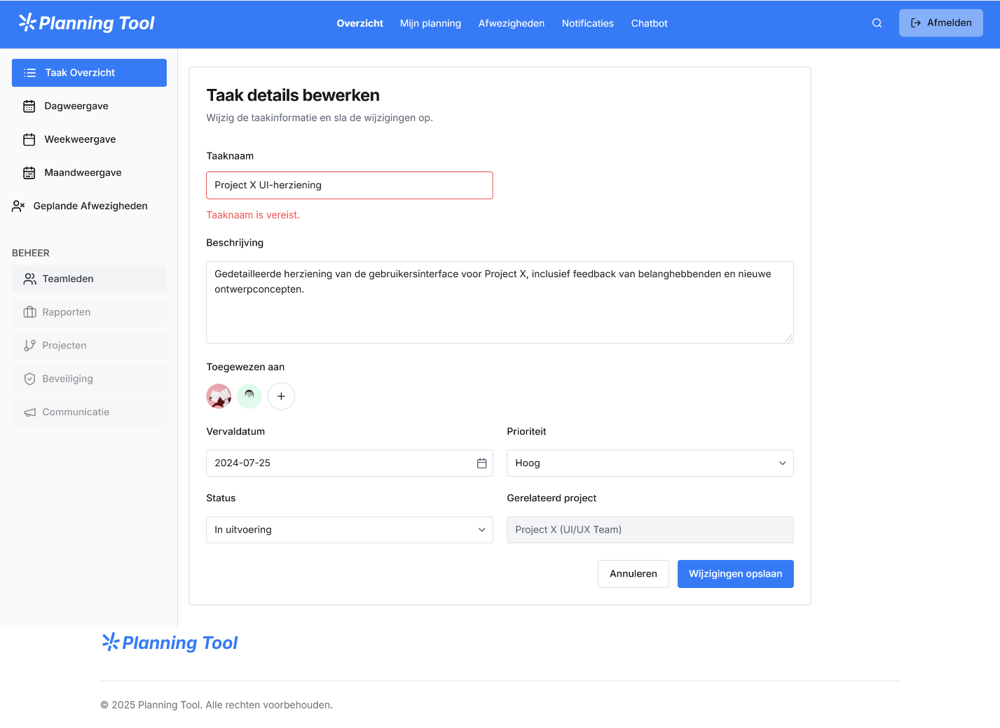 Planning Tool
Overzicht
Mijn planning
Afwezigheden
Notificaties
Chatbot
Afmelden
Taak Overzicht
Dagweergave
Weekweergave
Maandweergave
Geplande Afwezigheden
BEHEER
Teamleden
Rapporten
Projecten
Beveiliging
Communicatie
Taak details bewerken
Wijzig de taakinformatie en sla de wijzigingen op.
Taaknaam
Project X UI-herziening
Taaknaam is vereist.
Beschrijving
Gedetailleerde herziening van de gebruikersinterface voor Project X, inclusief feedback van belanghebbenden en nieuwe
ontwerpconcepten.
Toegewezen aan
Vervaldatum
2024-07-25
Prioriteit
Hoog
Status
In uitvoering
Gerelateerd project
Project X (UI/UX Team)
Annuleren
Wijzigingen opslaan
Planning Tool
© 2025 Planning Tool. Alle rechten voorbehouden.